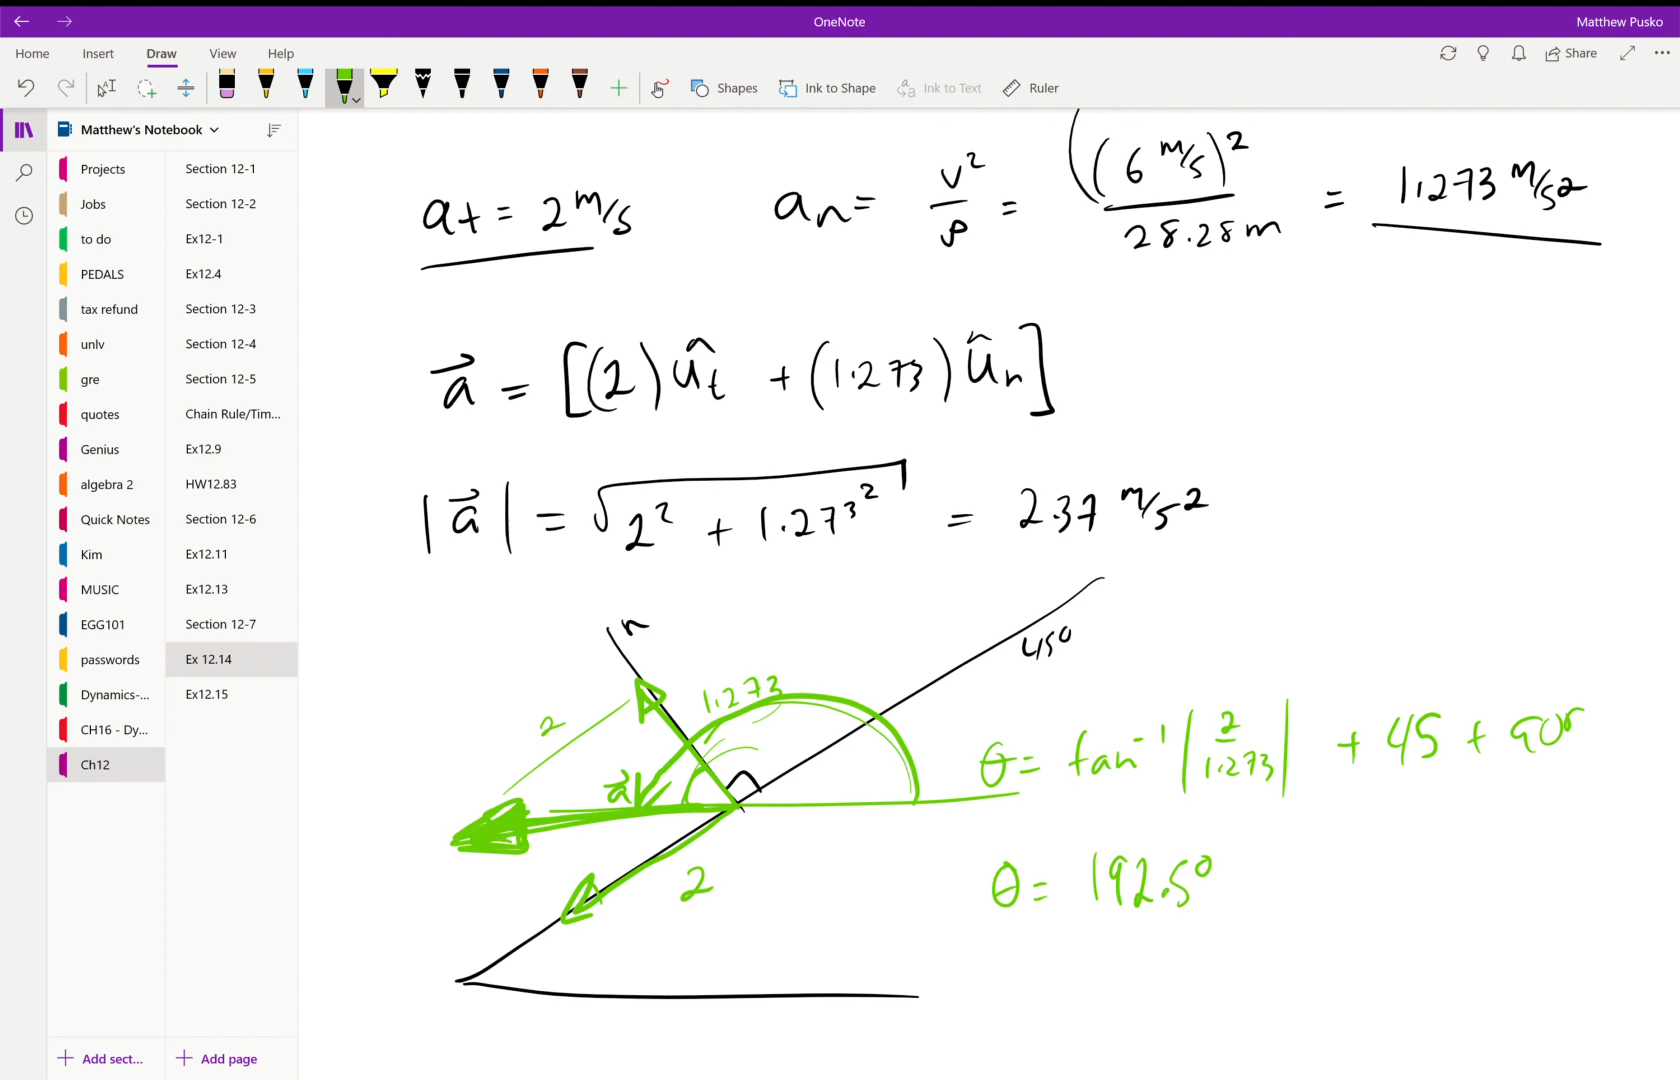 OneNote
Matthew Pusko
Home Insert Draw View Help
Share
Shapes Ink to Shape Ink to Text Ruler
Matthew's Notebook
Projects
Jobs
to do
PEDALS
tax refund
unlv
gre
quotes
Genius
algebra 2
Quick Notes
Kim
MUSIC
EGG101
passwords
Dynamics-...
CH16 - Dy...
Ch12
Add sect...
Section 12-1
Section 12-2
Ex12-1
Ex12.4
Section 12-3
Section 12-4
Section 12-5
Chain Rule/Tim...
Ex12.9
HW12.83
Section 12-6
Ex12.11
Ex12.13
Section 12-7
Ex 12.14
Ex12.15
Add page
at = 2 m/s an = v²/ρ = (6 m/s)²/28.28m = 1.273 m/s2
a⃗ = [(2)ût + (1.273)ûn]
|a⃗| = √2² + 1.273² = 2.37 m/s2
n
45°
1.273
2
a⃗
2
θ = tan⁻¹|2/1.273| + 45 + 90°
θ = 192.5°